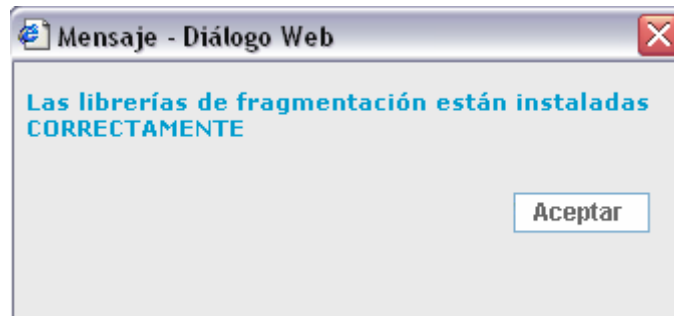 Mensaje - Diálogo Web
Las librerías de fragmentación están instaladas
CORRECTAMENTE
Aceptar